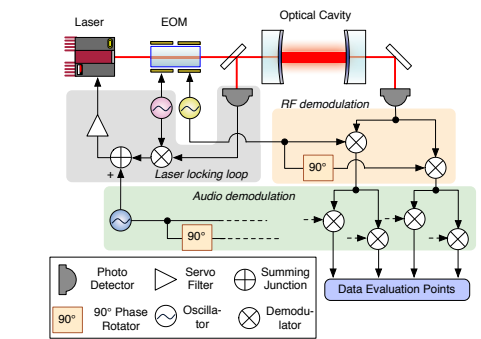 Laser
EOM
Optical Cavity
RF demodulation
90°
Laser locking loop
+
Audio demodulation
90°
Data Evaluation Points
Photo
Detector
Servo
Filter
Summing
Junction
90°
90° Phase
Rotator
Oscilla-
tor
Demodu-
lator